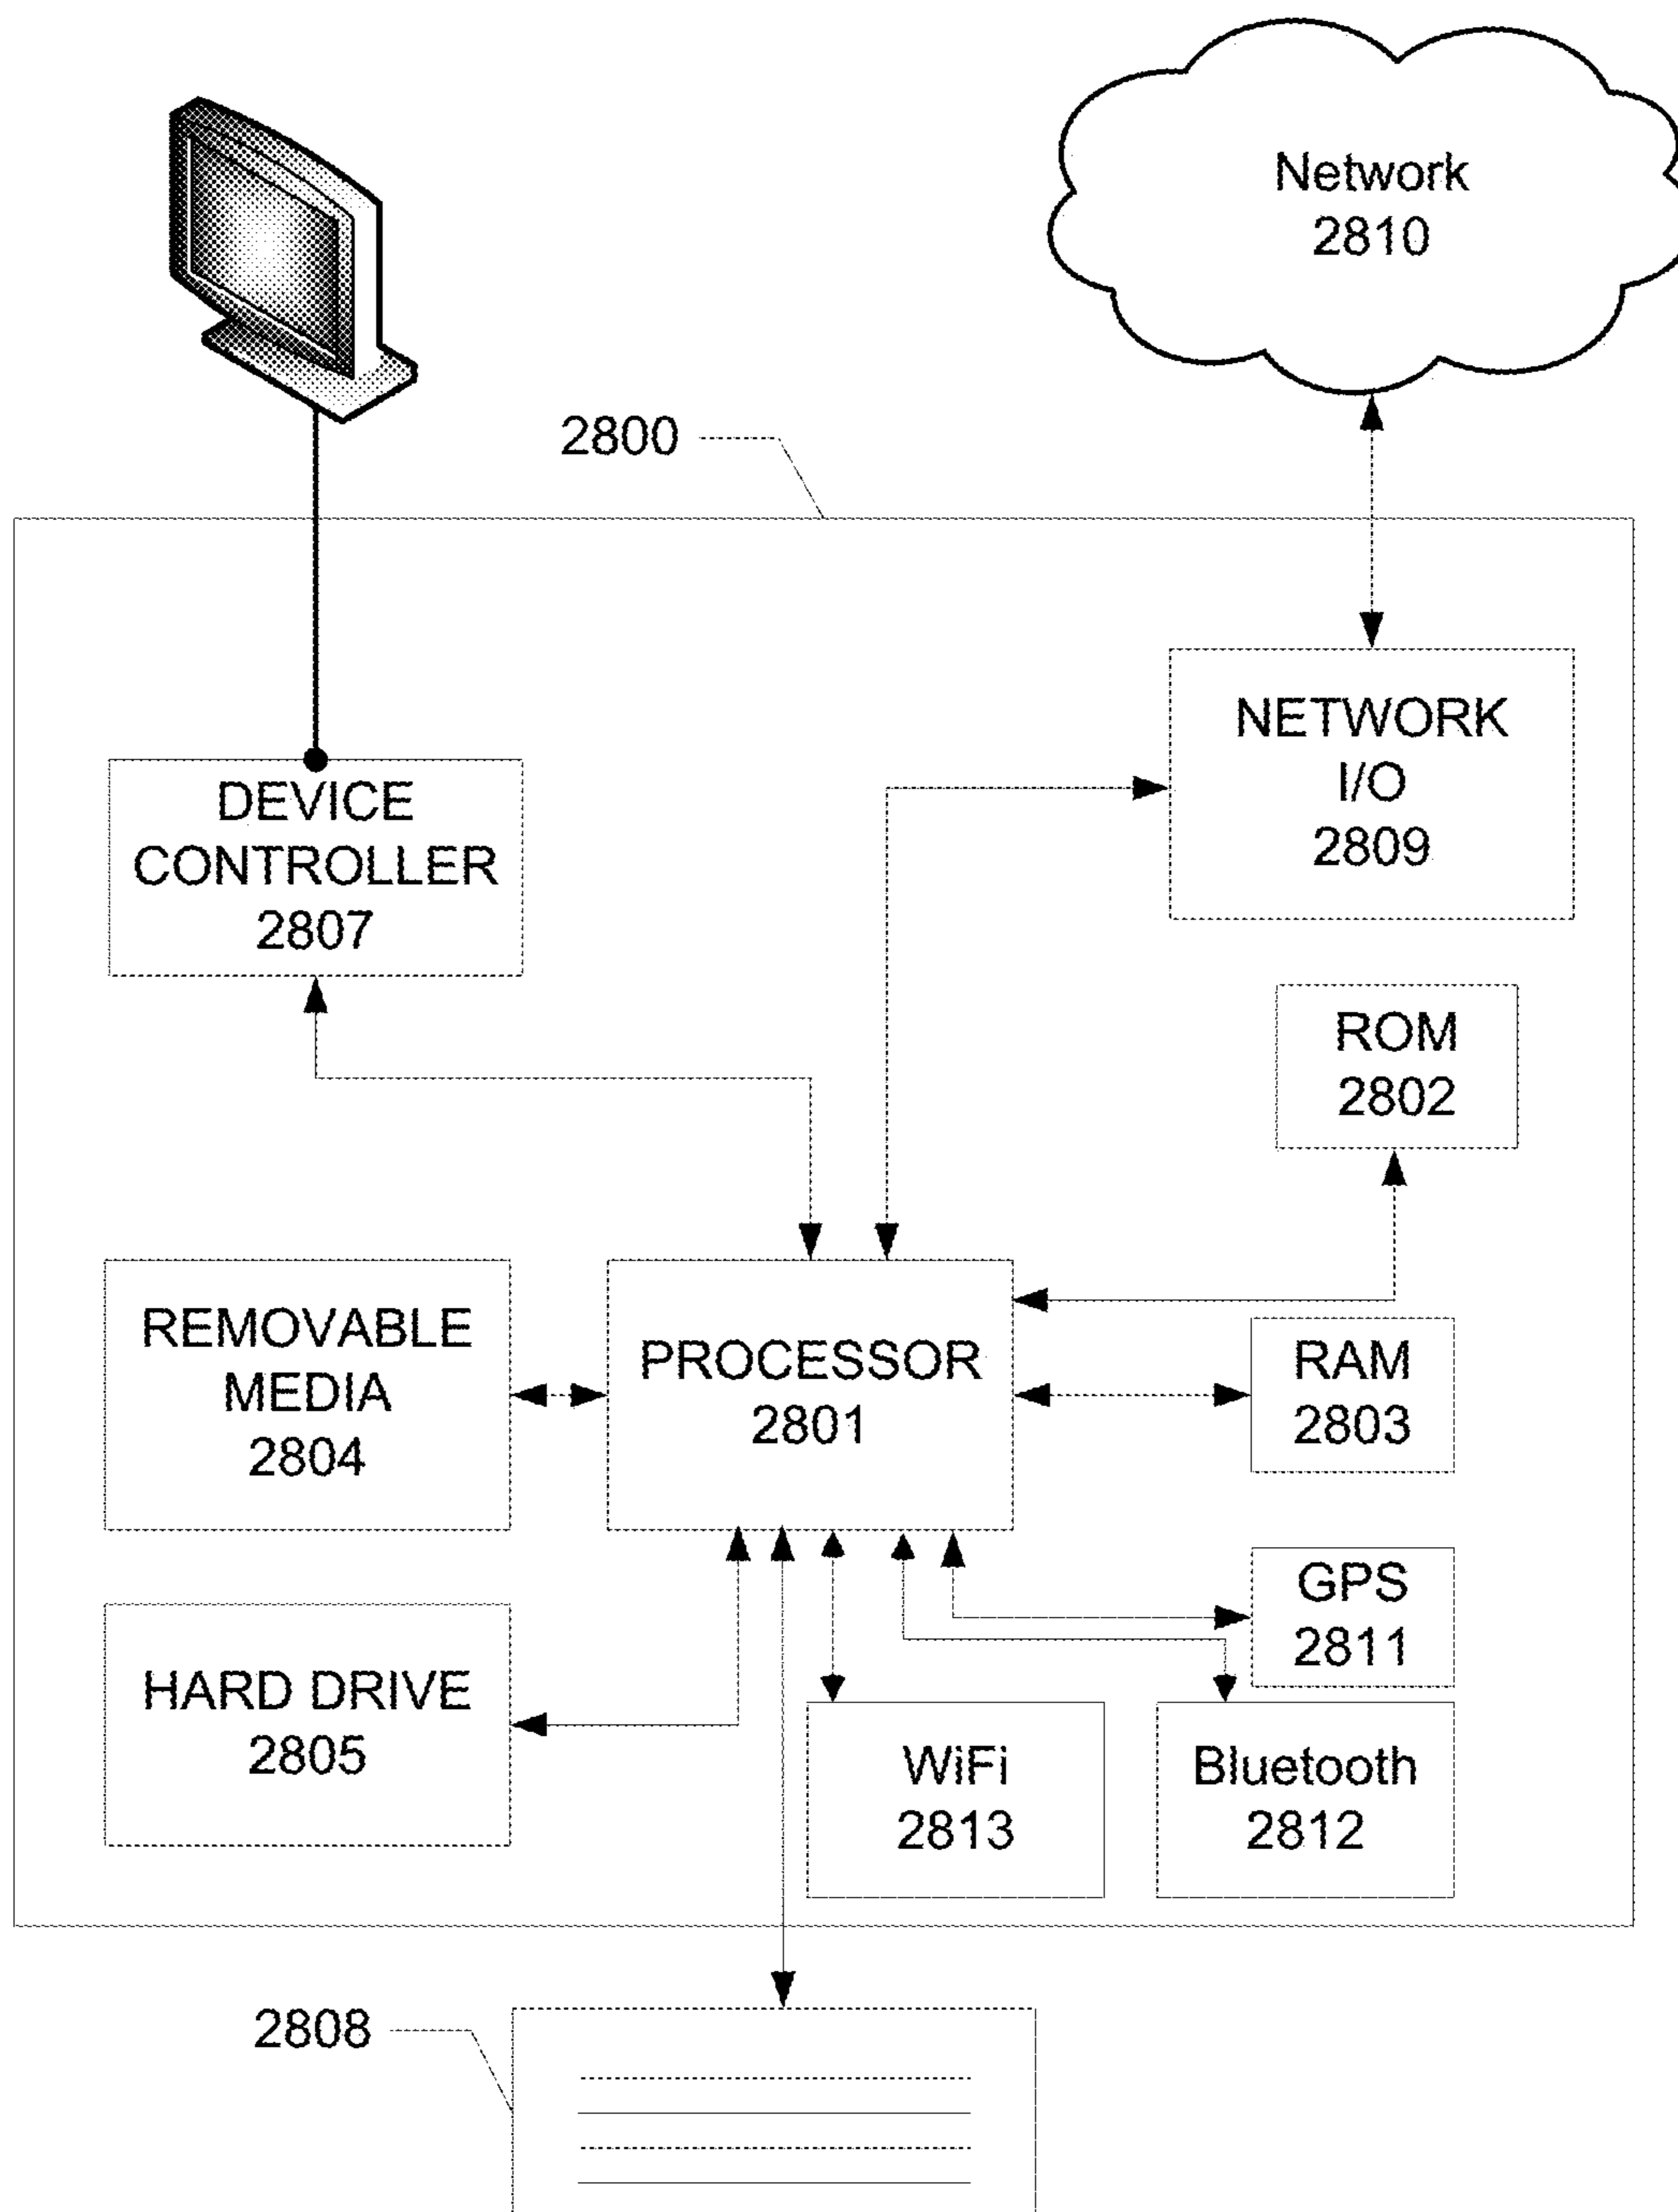 Network
2810
2800
DEVICE
CONTROLLER
2807
NETWORK
I/O
2809
ROM
2802
REMOVABLE
MEDIA
2804
PROCESSOR
2801
RAM
2803
GPS
2811
HARD DRIVE
2805
WiFi
2813
Bluetooth
2812
2808